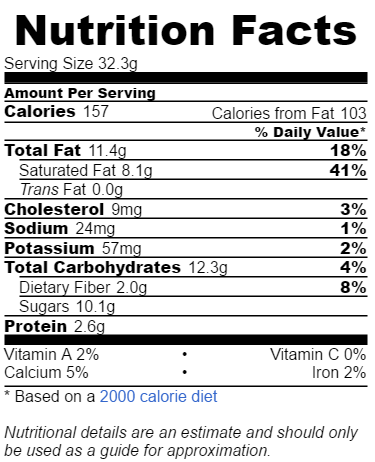 Nutrition Facts
Serving Size 32.3g
Amount Per Serving
Calories 157 Calories from Fat 103
% Daily Value*
Total Fat 11.4g 18%
Saturated Fat 8.1g 41%
Trans Fat 0.0g
Cholesterol 9mg 3%
Sodium 24mg 1%
Potassium 57mg 2%
Total Carbohydrates 12.3g 4%
Dietary Fiber 2.0g 8%
Sugars 10.1g
Protein 2.6g
Vitamin A 2% • Vitamin C 0%
Calcium 5% • Iron 2%
* Based on a 2000 calorie diet
Nutritional details are an estimate and should only
be used as a guide for approximation.